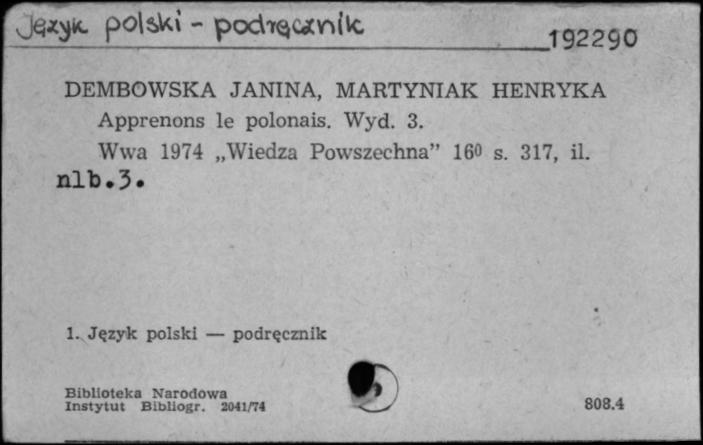 Język polski - podręcznik
192290
DEMBOWSKA JANINA, MARTYNIAK HENRYKA
Apprenons le polonais. Wyd. 3.
Wwa 1974 „Wiedza Powszechna” 16⁰ s. 317, il.
nlb.3.
1. Język polski — podręcznik
Biblioteka Narodowa
Instytut Bibliogr. 2041/74
808.4